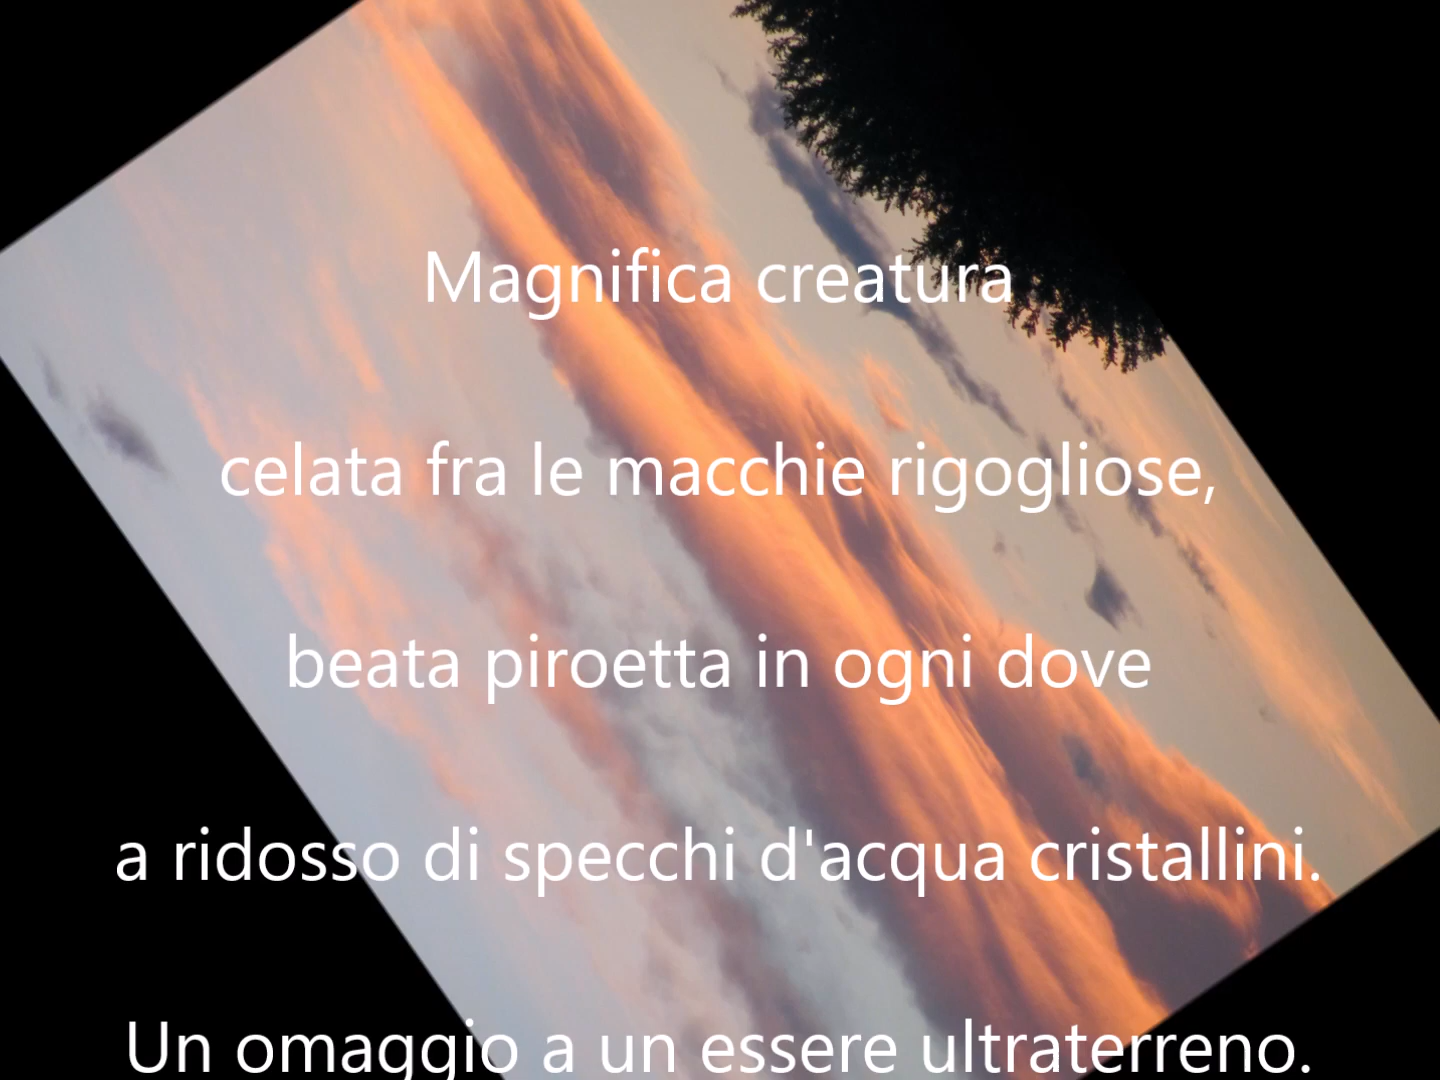 Magnifica creatura
celata fra le macchie rigogliose,
beata piroetta in ogni dove
a ridosso di specchi d'acqua cristallini.
Un omaggio a un essere ultraterreno.